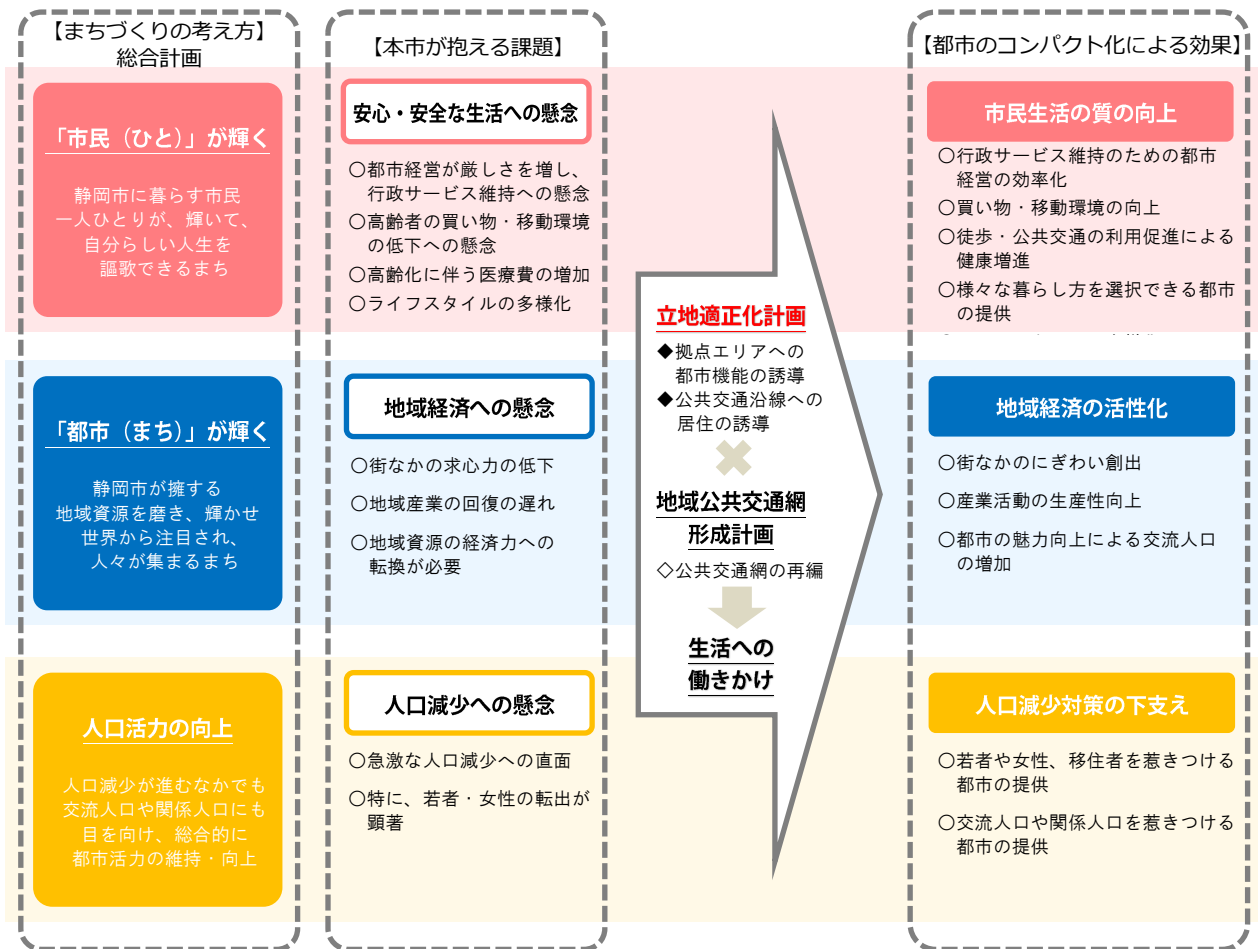 【まちづくりの考え方】
総合計画
「市民（ひと）」が輝く
静岡市に暮らす市民
一人ひとりが、輝いて、
自分らしい人生を
謳歌できるまち
「都市（まち）」が輝く
静岡市が擁する
地域資源を磨き、輝かせ
世界から注目され、
人々が集まるまち
人口活力の向上
人口減少が進むなかでも
交流人口や関係人口にも
目を向け、総合的に
都市活力の維持・向上
【本市が抱える課題】
安心・安全な生活への懸念
〇都市経営が厳しさを増し、
行政サービス維持への懸念
〇高齢者の買い物・移動環境
の低下への懸念
〇高齢化に伴う医療費の増加
〇ライフスタイルの多様化
地域経済への懸念
〇街なかの求心力の低下
〇地域産業の回復の遅れ
〇地域資源の経済力への
転換が必要
人口減少への懸念
〇急激な人口減少への直面
〇特に、若者・女性の転出が
顕著
立地適正化計画
◆拠点エリアへの
都市機能の誘導
◆公共交通沿線への
居住の誘導
地域公共交通網
形成計画
◇公共交通網の再編
生活への
働きかけ
【都市のコンパクト化による効果】
市民生活の質の向上
〇行政サービス維持のための都市
経営の効率化
〇買い物・移動環境の向上
〇徒歩・公共交通の利用促進による
健康増進
〇様々な暮らし方を選択できる都市
の提供
地域経済の活性化
〇街なかのにぎわい創出
〇産業活動の生産性向上
〇都市の魅力向上による交流人口
の増加
人口減少対策の下支え
〇若者や女性、移住者を惹きつける
都市の提供
〇交流人口や関係人口を惹きつける
都市の提供